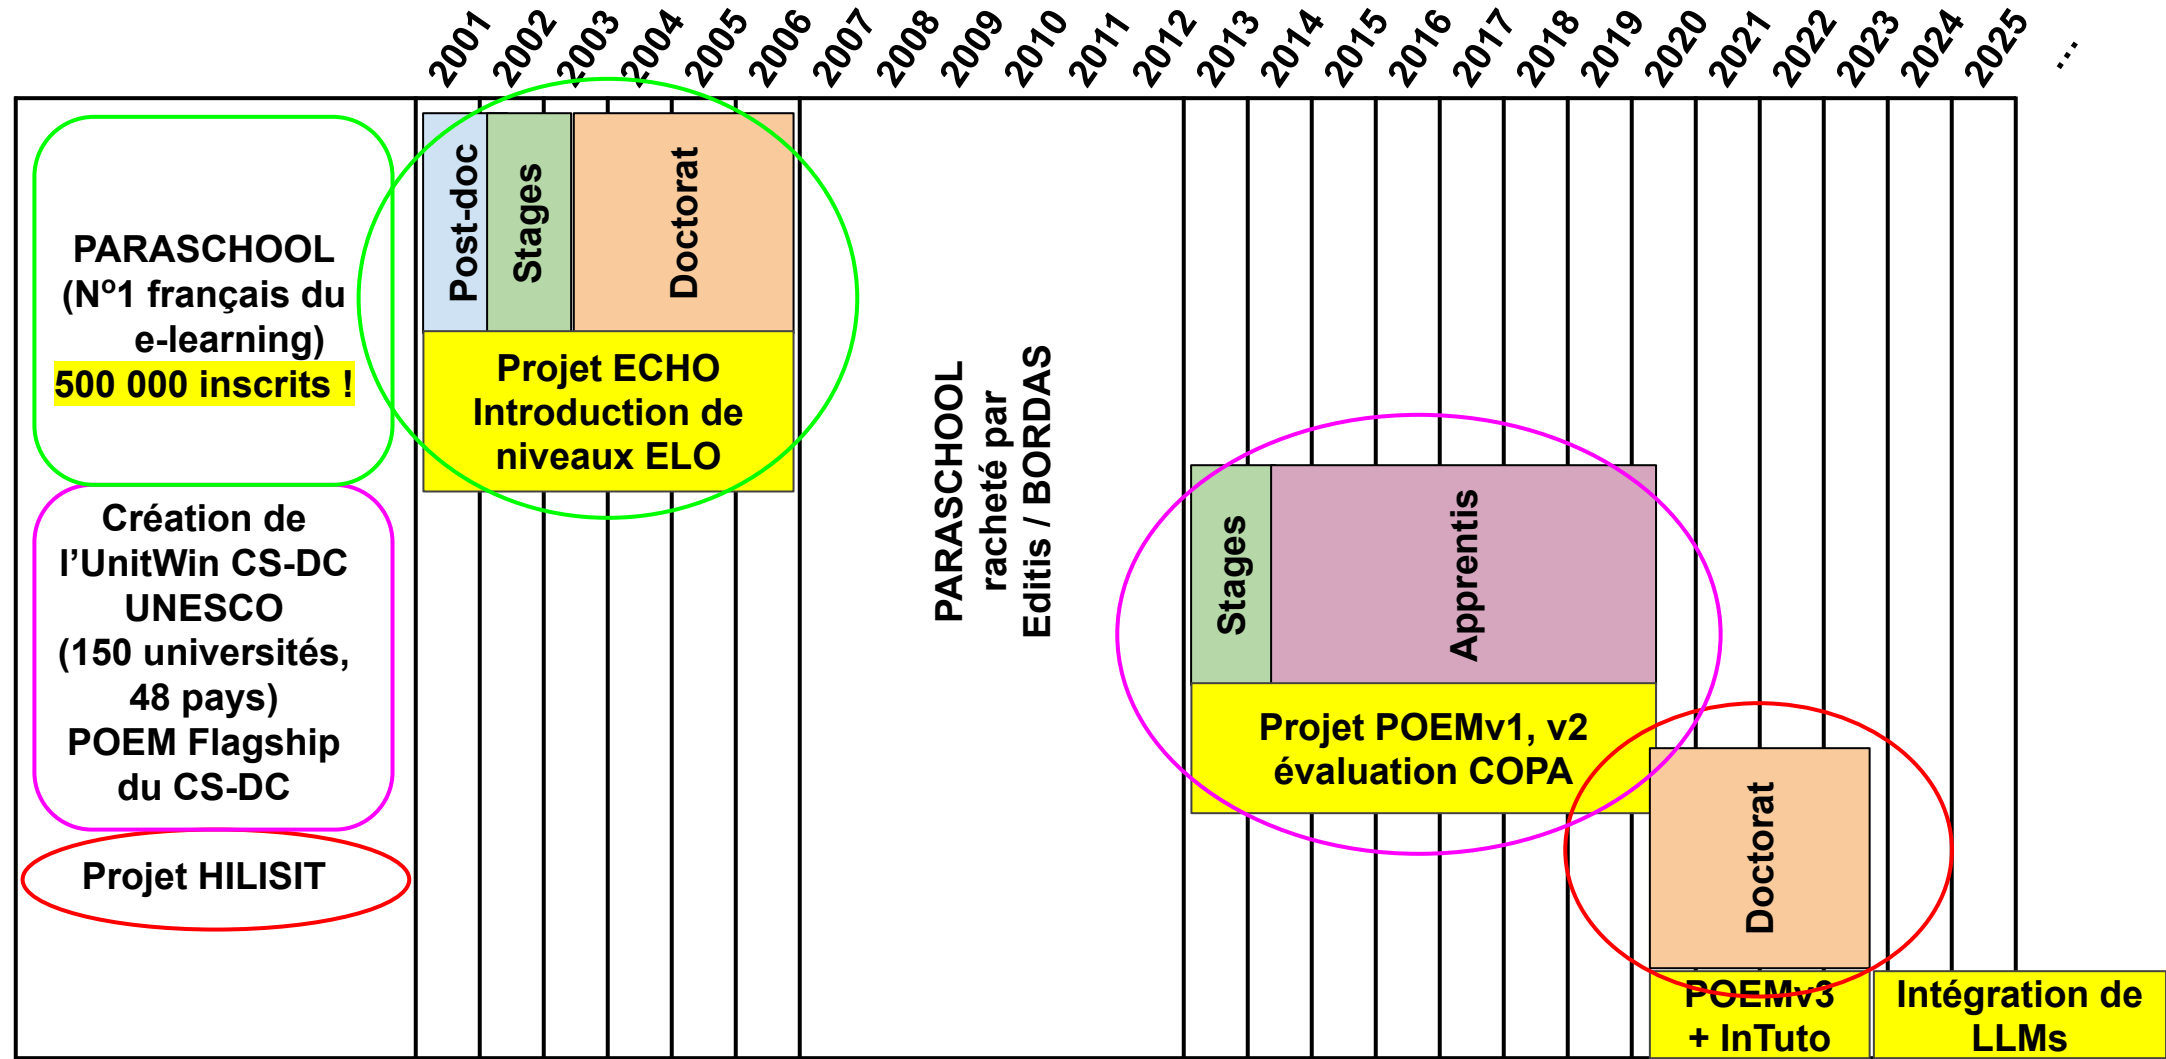 2001
2002
2003
2004
2005
2006
2007
2008
2009
2010
2011
2012
2013
2014
2015
2016
2017
2018
2019
2020
2021
2022
2023
2024
2025
...
PARASCHOOL
(N°1 français du
e-learning)
500 000 inscrits !
Post-doc
Stages
Doctorat
Projet ECHO
Introduction de
niveaux ELO
PARASCHOOL
racheté par
Editis / BORDAS
Création de
l’UnitWin CS-DC
UNESCO
(150 universités,
48 pays)
POEM Flagship
du CS-DC
Stages
Apprentis
Projet POEMv1, v2
évaluation COPA
Projet HILISIT
Doctorat
POEMv3
+ InTuto
Intégration de
LLMs